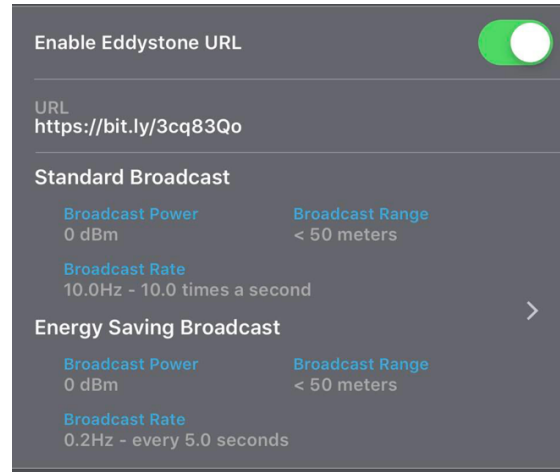 Enable Eddystone URL
URL
https://bit.ly/3cq83Qo
Standard Broadcast
Broadcast Power Broadcast Range
0 dBm < 50 meters
Broadcast Rate
10.0Hz - 10.0 times a second
Energy Saving Broadcast
Broadcast Power Broadcast Range
0 dBm < 50 meters
Broadcast Rate
0.2Hz - every 5.0 seconds